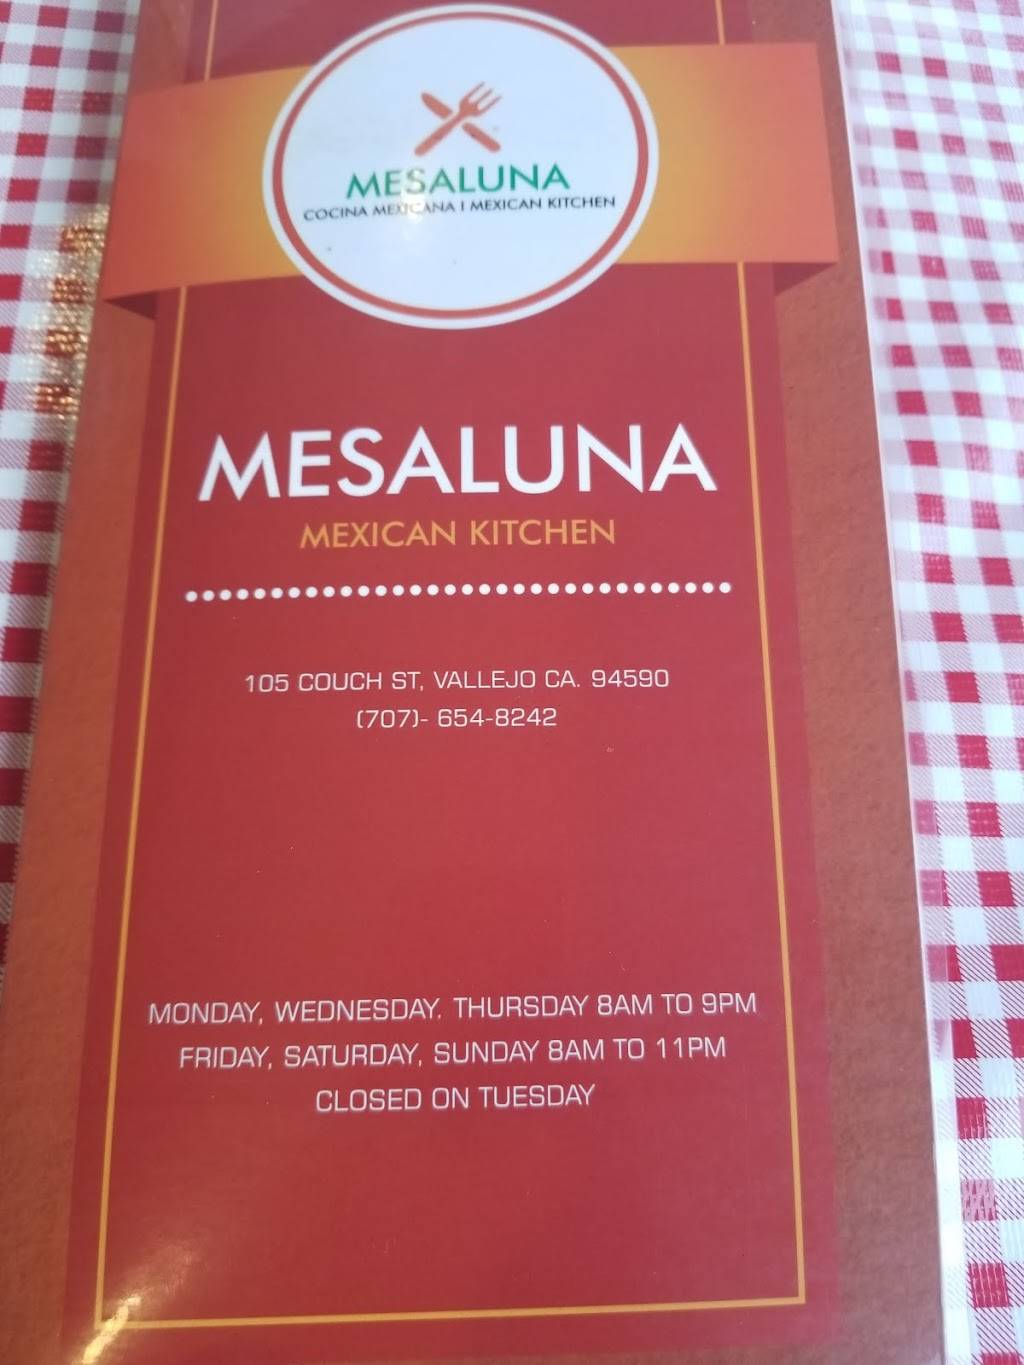 MESALUNA
COCINA MEXICANA | MEXICAN KITCHEN
MESALUNA
MEXICAN KITCHEN
105 COUCH ST, VALLEJO CA. 94590
(707)- 654-8242
MONDAY, WEDNESDAY. THURSDAY 8AM TO 9PM
FRIDAY, SATURDAY, SUNDAY 8AM TO 11PM
CLOSED ON TUESDAY